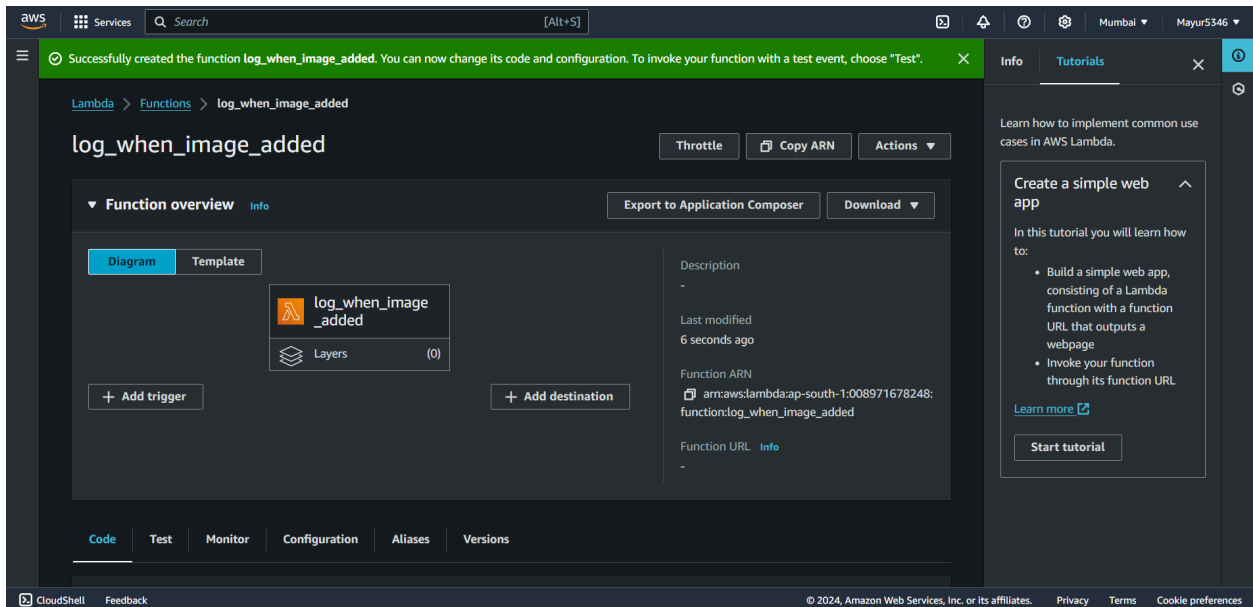 aws
Services
Search
[Alt+S]
Mumbai ▼
Mayur5346 ▼
Successfully created the function log_when_image_added. You can now change its code and configuration. To invoke your function with a test event, choose "Test".
Lambda > Functions > log_when_image_added
log_when_image_added
Throttle
Copy ARN
Actions ▼
▼ Function overview Info
Export to Application Composer
Download ▼
Diagram
Template
log_when_image
_added
Layers
(0)
+ Add trigger
+ Add destination
Description
-
Last modified
6 seconds ago
Function ARN
arn:aws:lambda:ap-south-1:008971678248:
function:log_when_image_added
Function URL Info
-
Code
Test
Monitor
Configuration
Aliases
Versions
Info
Tutorials
Learn how to implement common use
cases in AWS Lambda.
Create a simple web
app
In this tutorial you will learn how
to:
• Build a simple web app,
consisting of a Lambda
function with a function
URL that outputs a
webpage
• Invoke your function
through its function URL
Learn more
Start tutorial
CloudShell
Feedback
© 2024, Amazon Web Services, Inc. or its affiliates.
Privacy
Terms
Cookie preferences